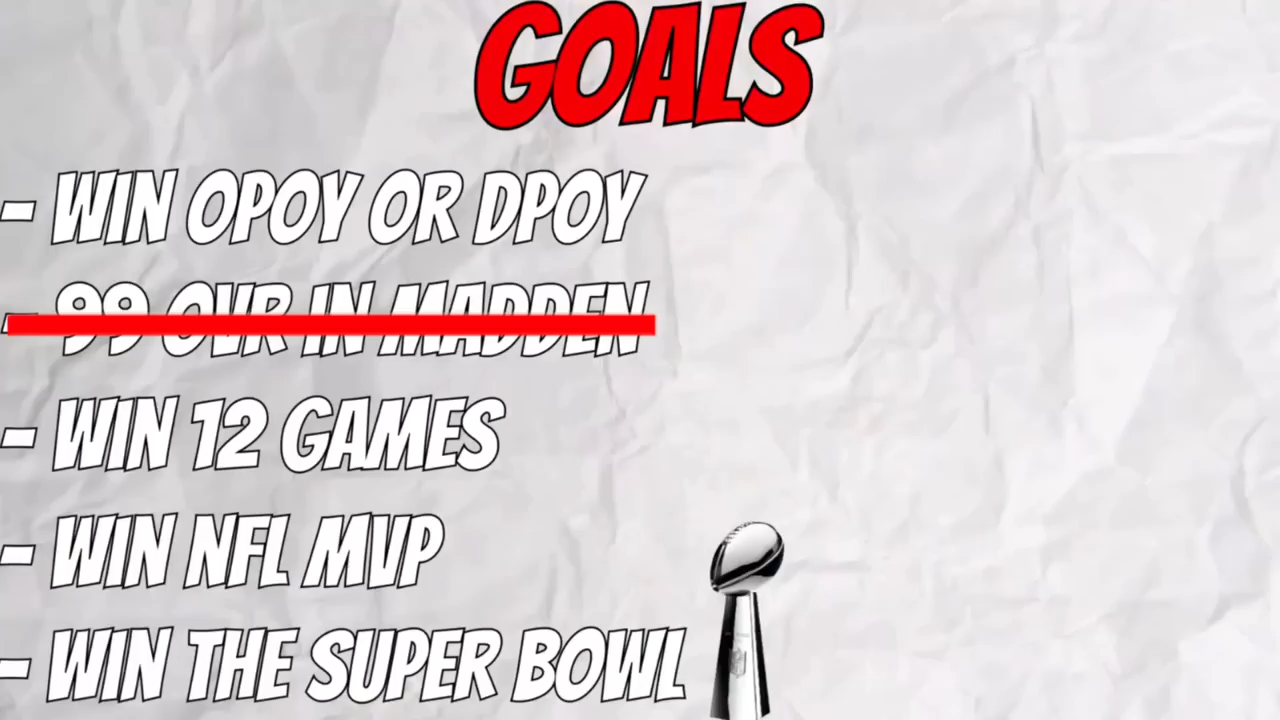 GOALS
- WIN OPOY OR DPOY
- 99 OVR IN MADDEN
- WIN 12 GAMES
- WIN NFL MVP
- WIN THE SUPER BOWL